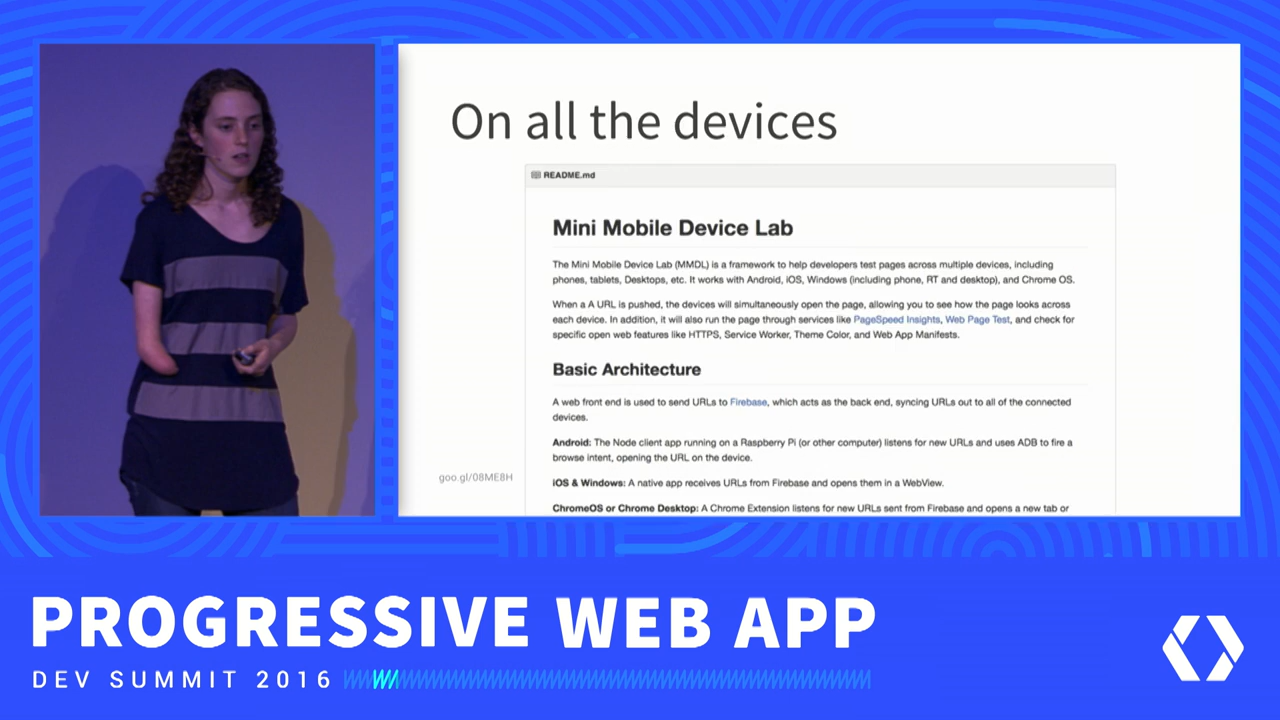 On all the devices
README.md
Mini Mobile Device Lab
The Mini Mobile Device Lab (MMDL) is a framework to help developers test pages across multiple devices, including
phones, tablets, Desktops, etc. It works with Android, iOS, Windows (including phone, RT and desktop), and Chrome OS.
When a A URL is pushed, the devices will simultaneously open the page, allowing you to see how the page looks across
each device. In addition, it will also run the page through services like PageSpeed Insights, Web Page Test, and check for
specific open web features like HTTPS, Service Worker, Theme Color, and Web App Manifests.
Basic Architecture
A web front end is used to send URLs to Firebase, which acts as the back end, syncing URLs out to all of the connected
devices.
Android: The Node client app running on a Raspberry Pi (or other computer) listens for new URLs and uses ADB to fire a
browse intent, opening the URL on the device.
goo.gl/08ME8H
iOS & Windows: A native app receives URLs from Firebase and opens them in a WebView.
ChromeOS or Chrome Desktop: A Chrome Extension listens for new URLs sent from Firebase and opens a new tab or
PROGRESSIVE WEB APP
DEV SUMMIT 2016